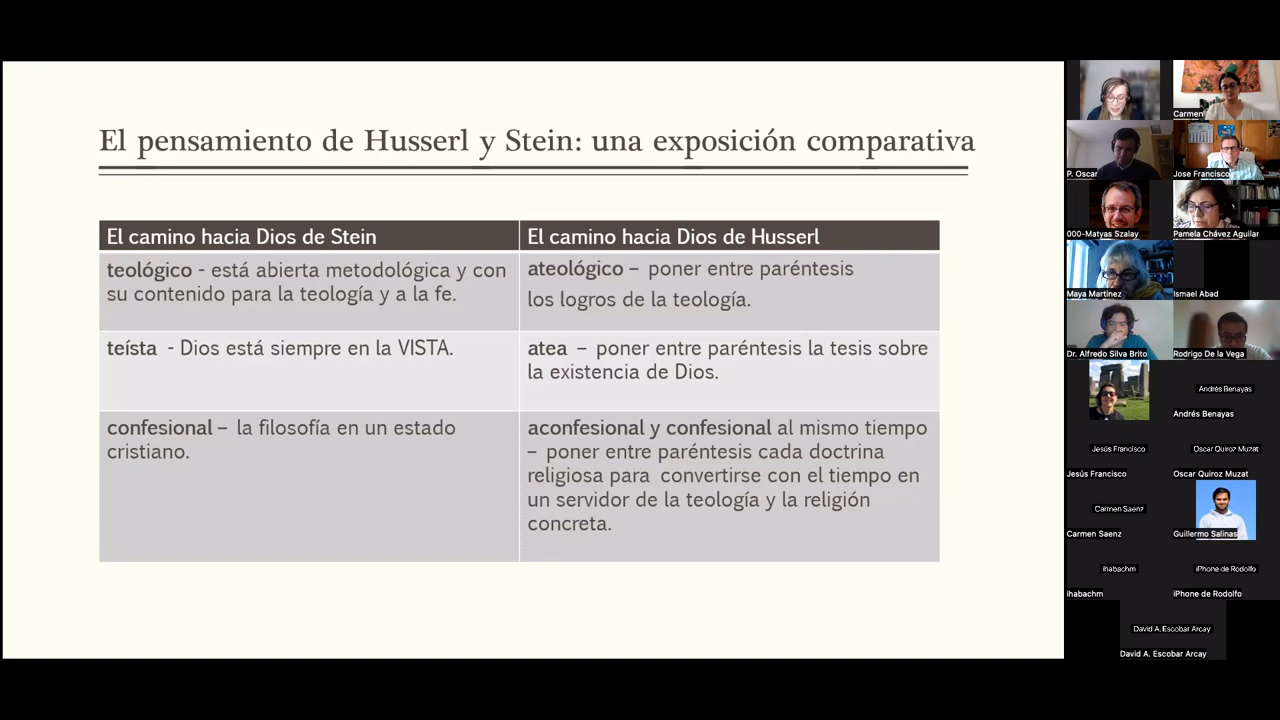 El pensamiento de Husserl y Stein: una exposición comparativa
El camino hacia Dios de Stein
El camino hacia Dios de Husserl
teológico - está abierta metodológica y con
su contenido para la teología y a la fe.
ateológico – poner entre paréntesis
los logros de la teología.
teísta - Dios está siempre en la VISTA.
atea – poner entre paréntesis la tesis sobre
la existencia de Dios.
confesional – la filosofía en un estado
cristiano.
aconfesional y confesional al mismo tiempo
– poner entre paréntesis cada doctrina
religiosa para convertirse con el tiempo en
un servidor de la teología y la religión
concreta.
Carmen
P. Oscar
Jose Francisco
000-Matyas Szalay
Pamela Chávez Aguilar
Maya Martinez
Ismael Abad
Dr. Alfredo Silva Brito
Rodrigo De la Vega
Andrés Benayas
Andrés Benayas
Jesús Francisco
Oscar Quiroz Muzat
Jesús Francisco
Oscar Quiroz Muzat
Carmen Saenz
Carmen Saenz
Guillermo Salinas
ihabachm
iPhone de Rodolfo
ihabachm
iPhone de Rodolfo
David A. Escobar Arcay
David A. Escobar Arcay